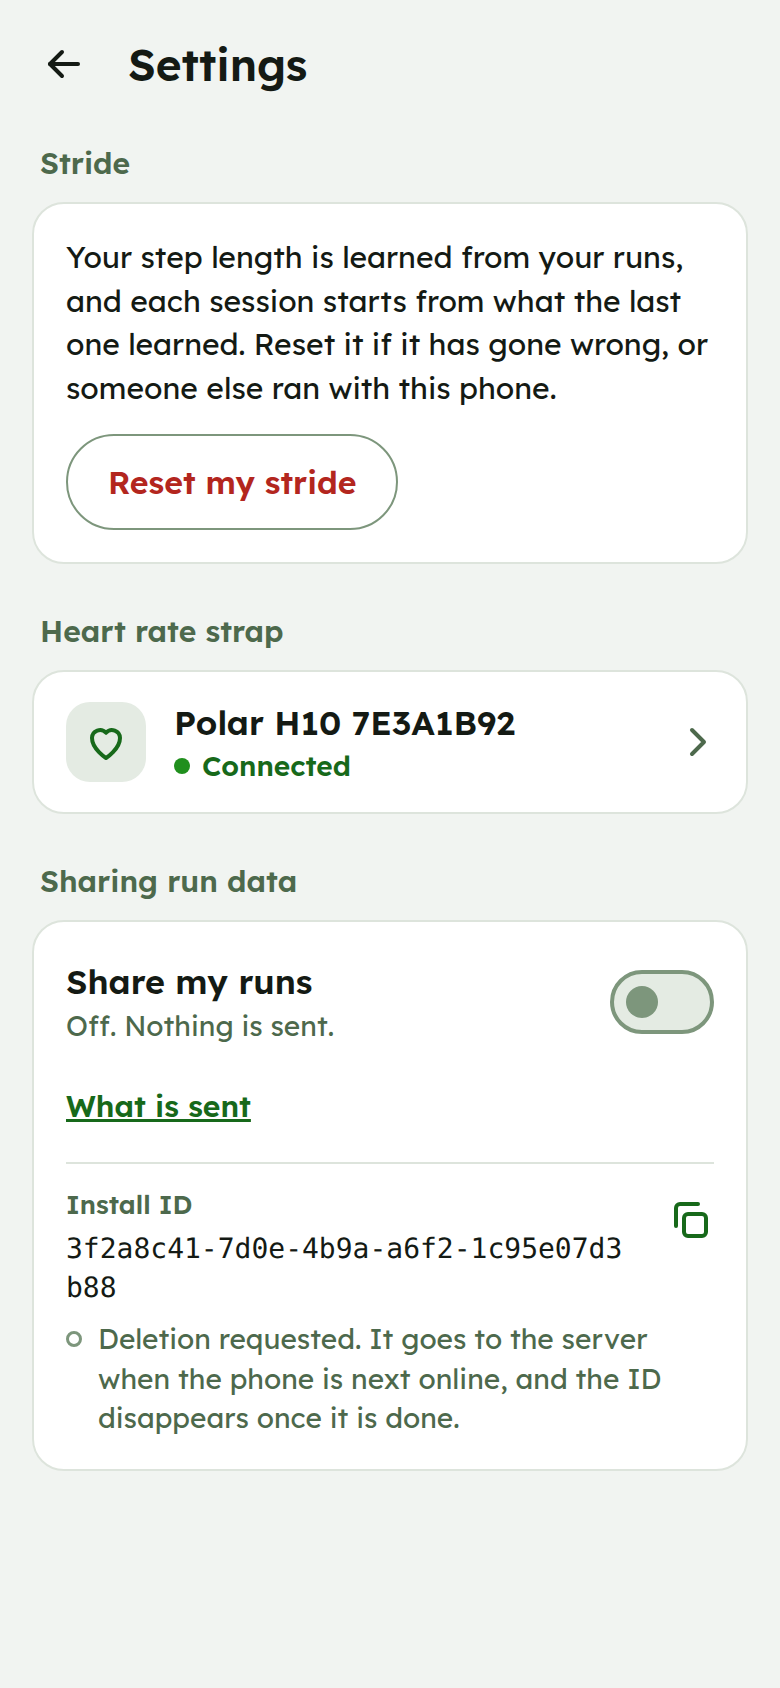 Settings
Stride
Your step length is learned from your runs,
and each session starts from what the last
one learned. Reset it if it has gone wrong, or
someone else ran with this phone.
Reset my stride
Heart rate strap
Polar H10 7E3A1B92
Connected
Sharing run data
Share my runs
Off. Nothing is sent.
What is sent
Install ID
3f2a8c41-7d0e-4b9a-a6f2-1c95e07d3
b88
Deletion requested. It goes to the server
when the phone is next online, and the ID
disappears once it is done.